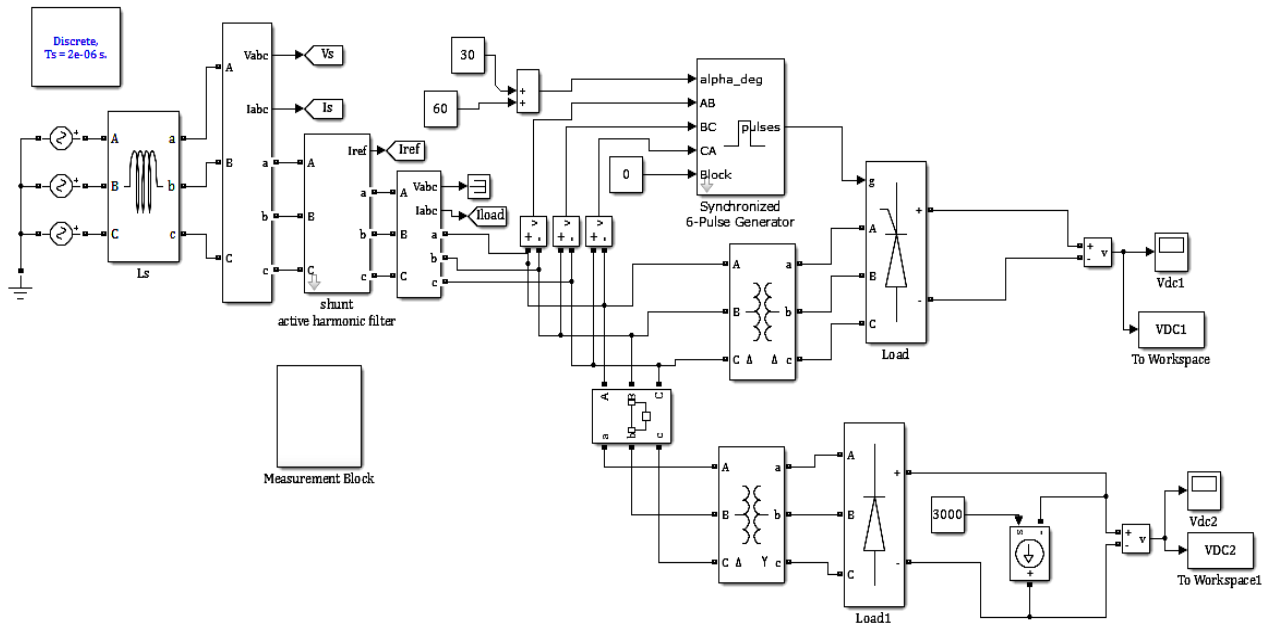 Discrete,
Ts = 2e-06 s.
A
B
C
a
b
c
Ls
A
B
C
Vabc
Iabc
a
b
c
Vs
Is
A
B
C
Iref
a
b
c
shunt
active harmonic filter
Iref
A
B
C
Vabc
Iabc
a
b
c
Iload
30
60
+
+
0
alpha_deg
AB
BC
CA
Block
pulses
Synchronized
6-Pulse Generator
v
+ -
v
+ -
v
+ -
A
B
C Δ
a
b
Δ c
g
A
B
C
+
-
Load
+
-
v
Vdc1
VDC1
To Workspace
A B C
a b c
Measurement Block
A
B
C Δ
a
b
Y c
A
B
C
+
-
Load1
3000
s -
+
+
-
v
Vdc2
VDC2
To Workspace1